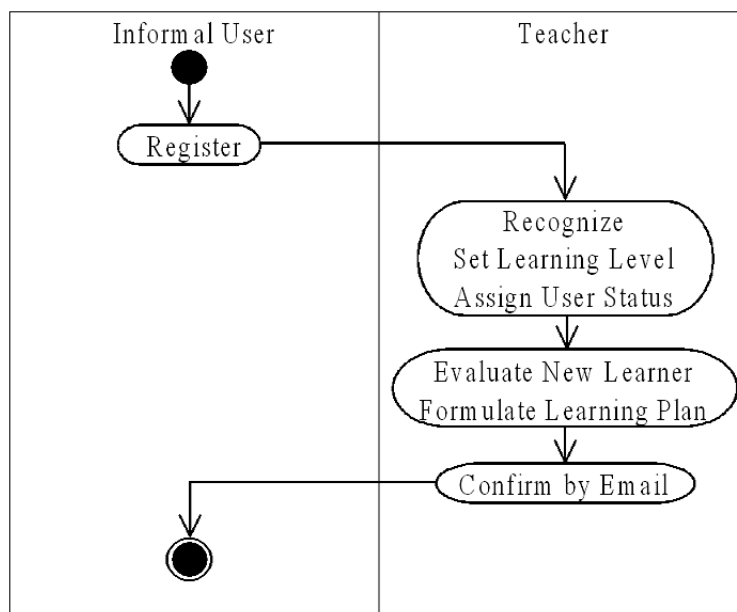 Informal User
Teacher
Register
Recognize
Set Learning Level
Assign User Status
Evaluate New Learner
Formulate Learning Plan
Confirm by Email